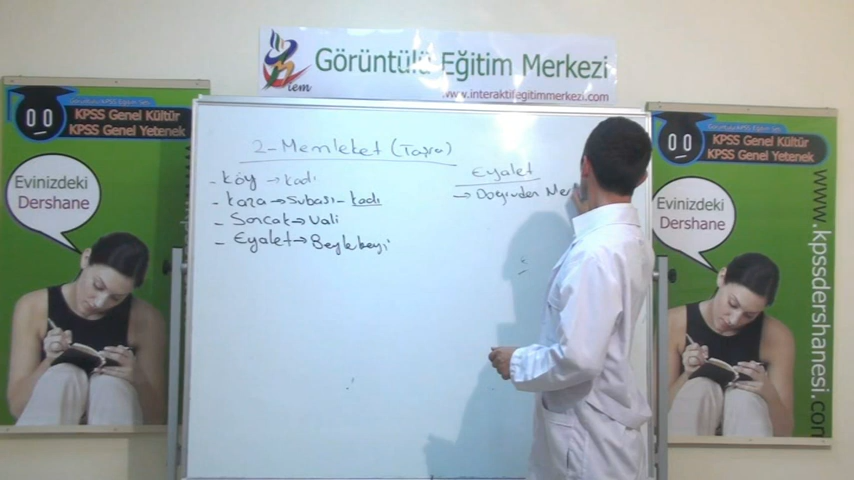 iem
Görüntülü Eğitim Merkezi
www.interaktifegitimmerkezi.com
KPSS Genel Kültür
KPSS Genel Yetenek
Evinizdeki
Dershane
2-Memleket (Taşra)
- Köy → Kadı
- Kaza → Subaşı - Kadı
- Sancak → Vali
- Eyalet → Beylerbeyi
Eyalet
→ Doğrudan Mer
KPSS Genel Kültür
KPSS Genel Yetenek
Evinizdeki
Dershane
www.kpssdershanesi.com